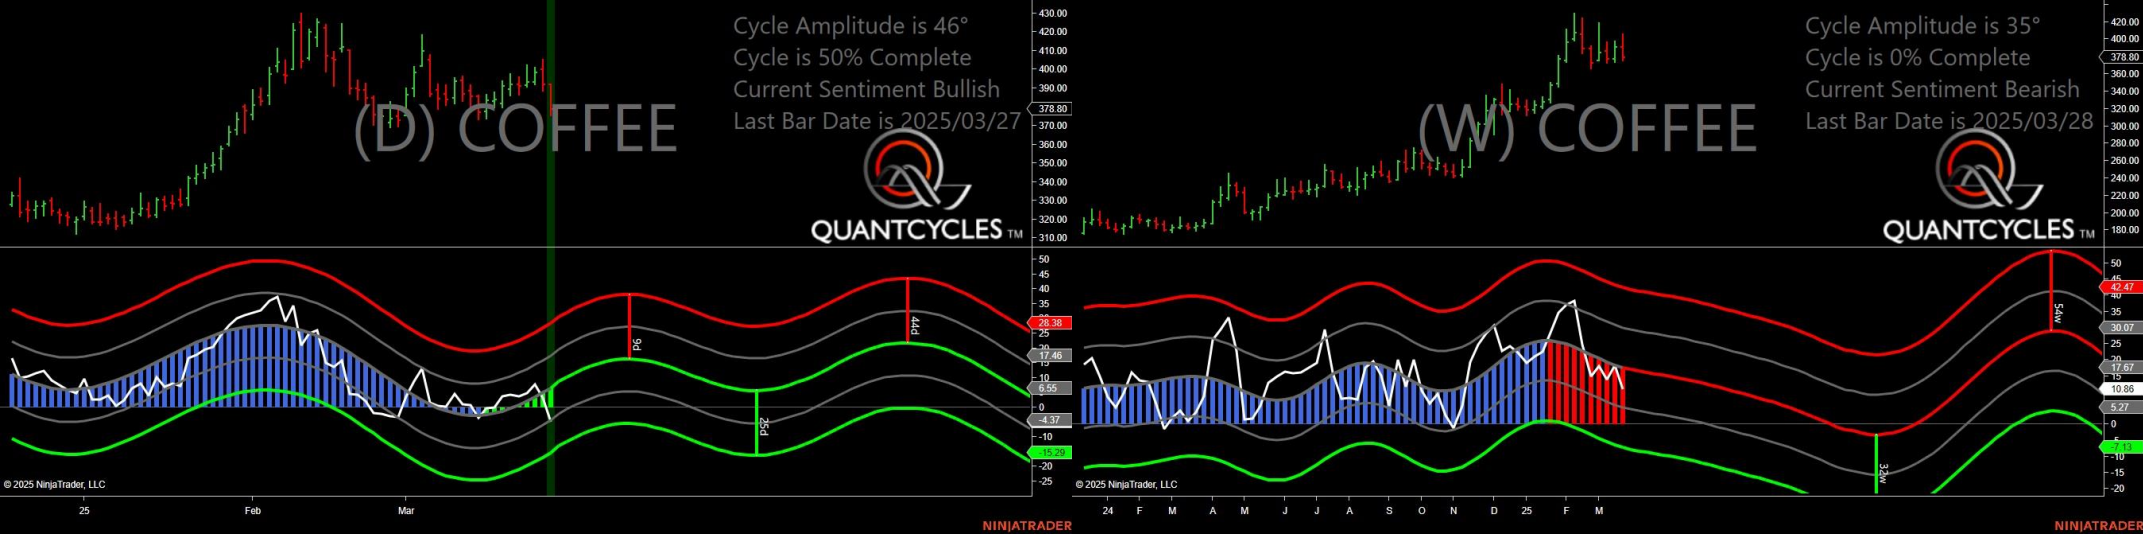 Cycle Amplitude is 46°
Cycle is 50% Complete
Current Sentiment Bullish
Last Bar Date is 2025/03/27
(D) COFFEE
QUANTCYCLES TM
430.00
420.00
410.00
400.00
390.00
378.80
370.00
360.00
350.00
340.00
330.00
320.00
310.00
50
45
40
35
28.38
25
17.46
15
10
6.55
0
-4.37
-10
-15.29
-20
-25
9d
25d
44d
© 2025 NinjaTrader, LLC
25 Feb Mar
NINJATRADER
Cycle Amplitude is 35°
Cycle is 0% Complete
Current Sentiment Bearish
Last Bar Date is 2025/03/28
(W) COFFEE
QUANTCYCLES TM
420.00
400.00
378.80
360.00
340.00
320.00
300.00
280.00
260.00
240.00
220.00
200.00
180.00
50
42.47
40
35
30.07
25
20
17.67
15
10.86
5.27
0
-7.13
-10
-15
-20
54w
32w
© 2025 NinjaTrader, LLC
24 F M A M J J A S O N D 25 F M
NINJATRADER